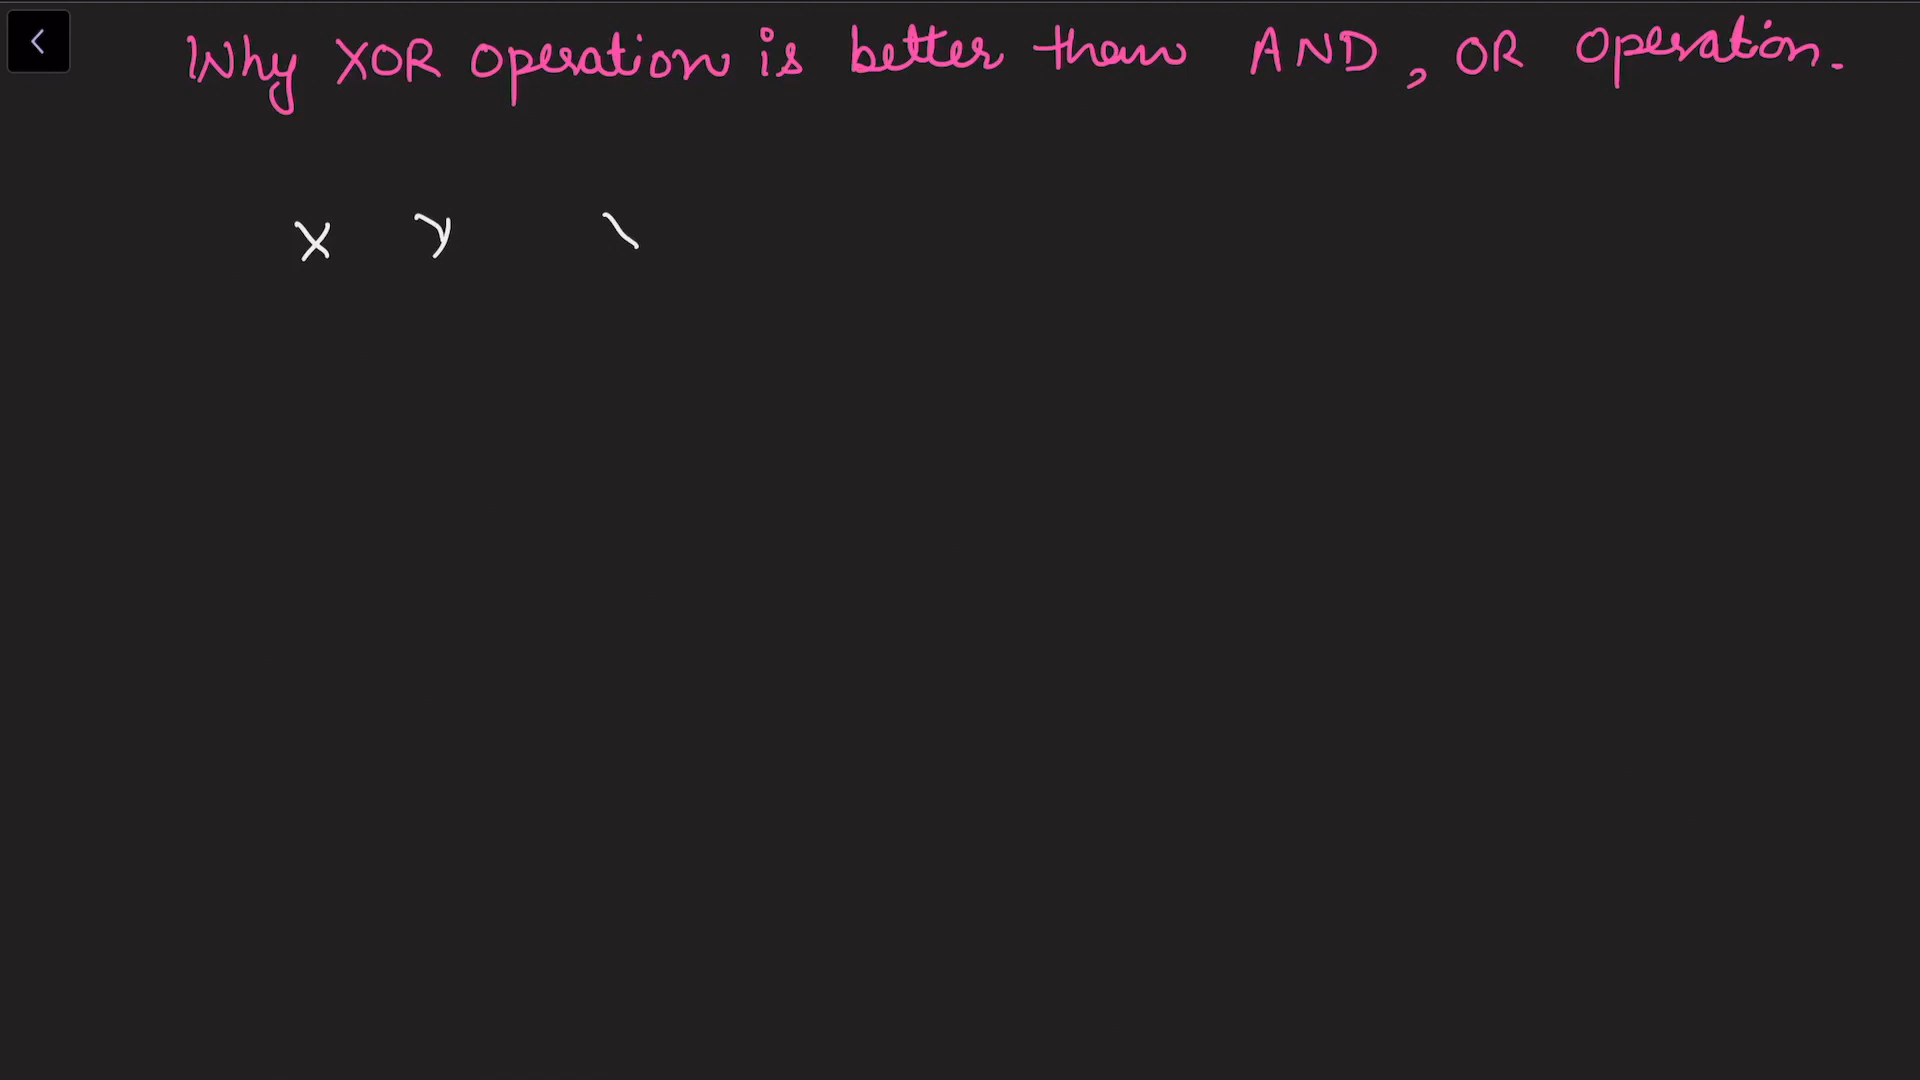 Why XOR operation is better than AND, OR operation.
X Y \